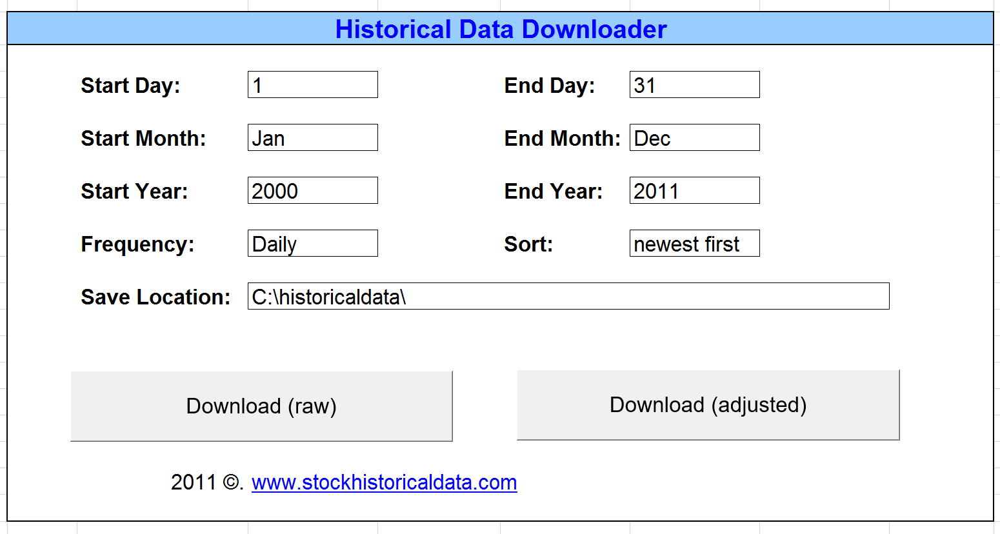 Historical Data Downloader
Start Day: 1 End Day: 31
Start Month: Jan End Month: Dec
Start Year: 2000 End Year: 2011
Frequency: Daily Sort: newest first
Save Location: C:\historicaldata\
Download (raw) Download (adjusted)
2011 ©. www.stockhistoricaldata.com